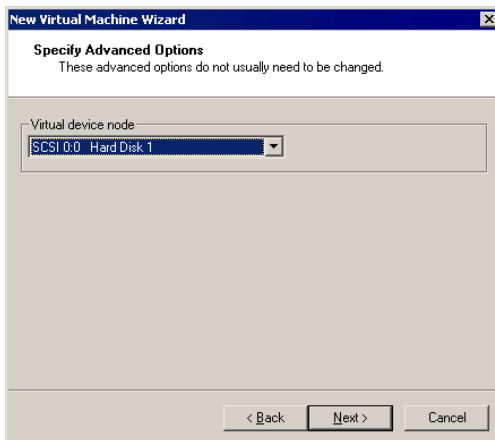 New Virtual Machine Wizard
Specify Advanced Options
These advanced options do not usually need to be changed.
Virtual device node
SCSI 0:0 Hard Disk 1
< Back
Next >
Cancel